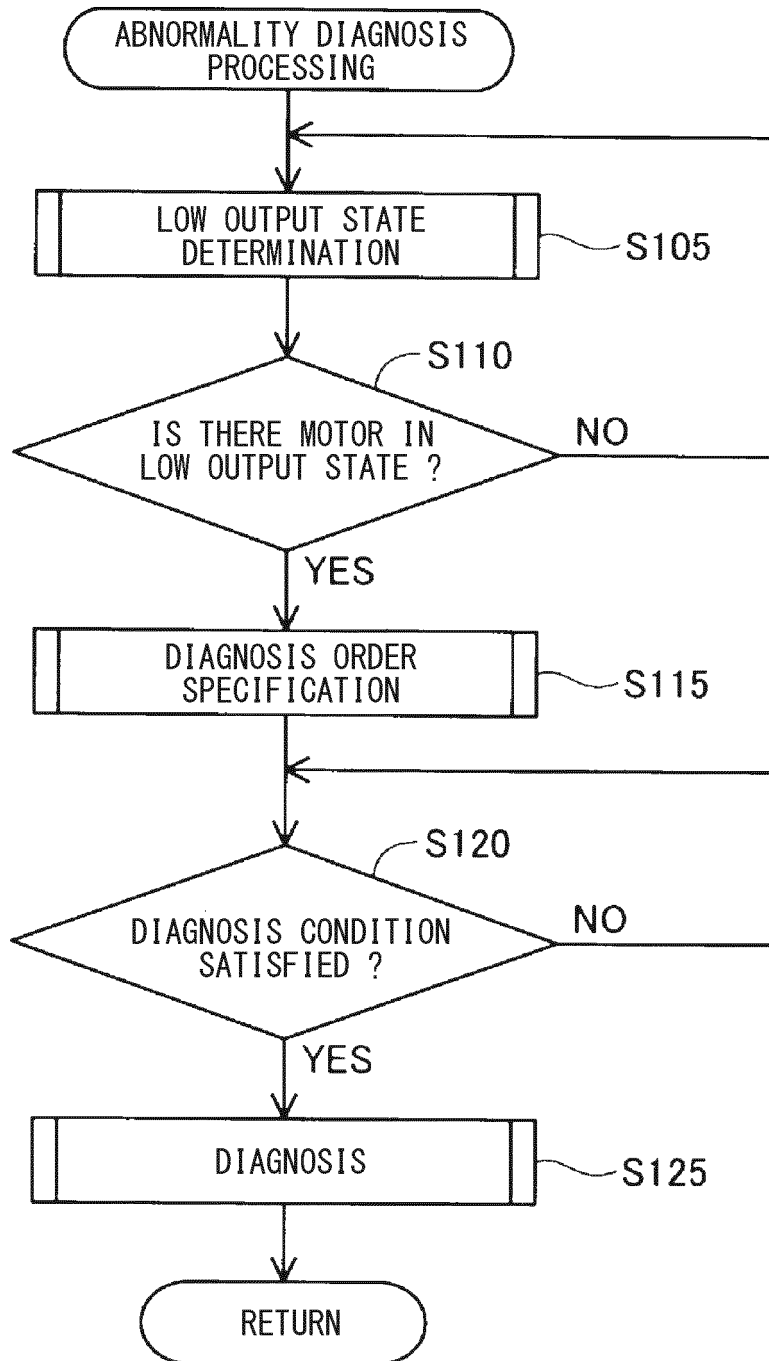 ABNORMALITY DIAGNOSIS
PROCESSING
LOW OUTPUT STATE
DETERMINATION
S105
S110
IS THERE MOTOR IN
LOW OUTPUT STATE ?
NO
YES
DIAGNOSIS ORDER
SPECIFICATION
S115
S120
DIAGNOSIS CONDITION
SATISFIED ?
NO
YES
DIAGNOSIS
S125
RETURN